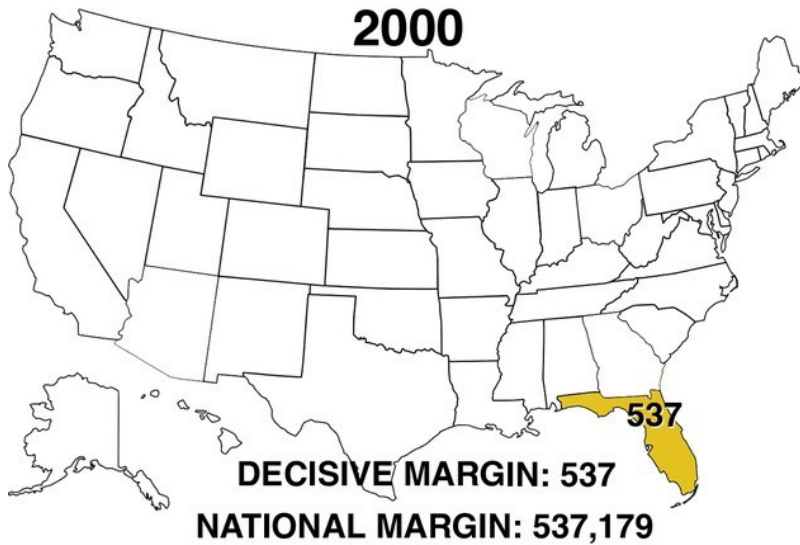 2000
537
DECISIVE MARGIN: 537
NATIONAL MARGIN: 537,179